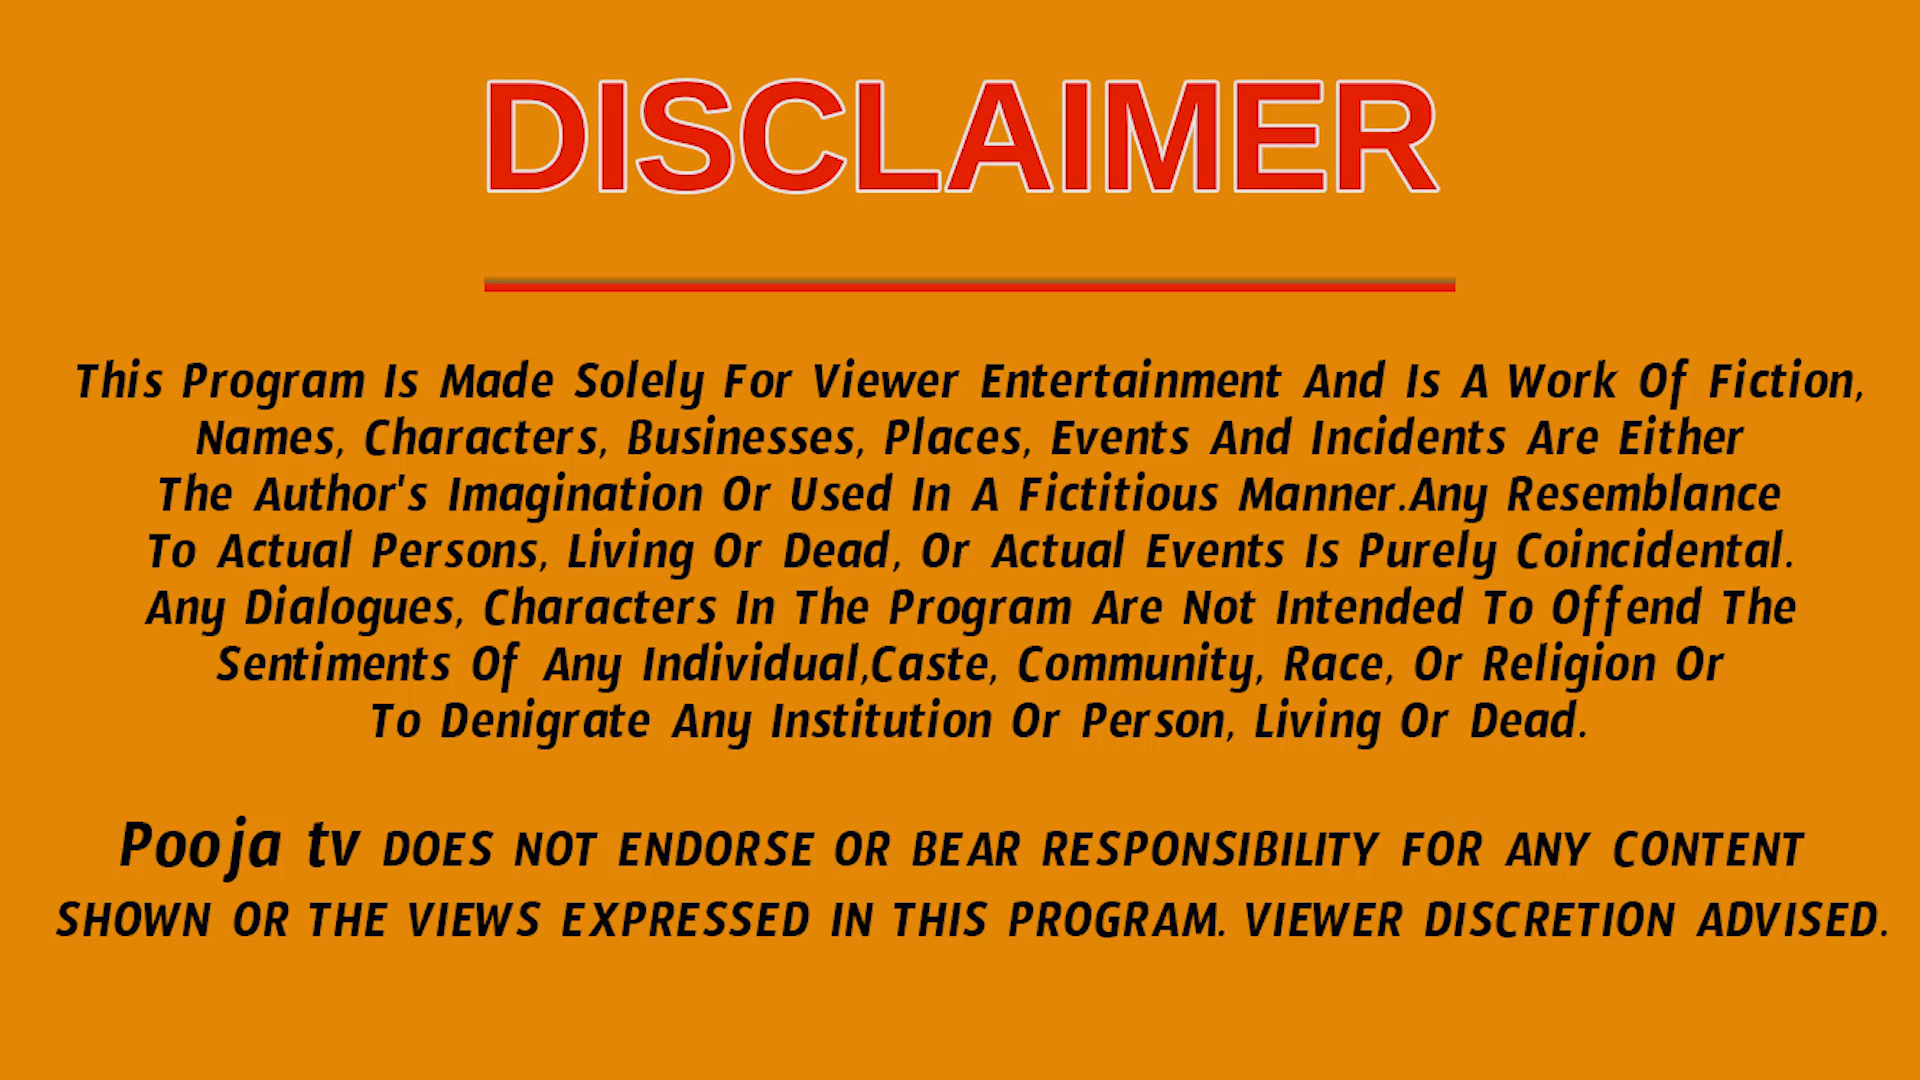 DISCLAIMER
This Program Is Made Solely For Viewer Entertainment And Is A Work Of Fiction,
Names, Characters, Businesses, Places, Events And Incidents Are Either
The Author's Imagination Or Used In A Fictitious Manner.Any Resemblance
To Actual Persons, Living Or Dead, Or Actual Events Is Purely Coincidental.
Any Dialogues, Characters In The Program Are Not Intended To Offend The
Sentiments Of Any Individual,Caste, Community, Race, Or Religion Or
To Denigrate Any Institution Or Person, Living Or Dead.
Pooja tv DOES NOT ENDORSE OR BEAR RESPONSIBILITY FOR ANY CONTENT
SHOWN OR THE VIEWS EXPRESSED IN THIS PROGRAM. VIEWER DISCRETION ADVISED.